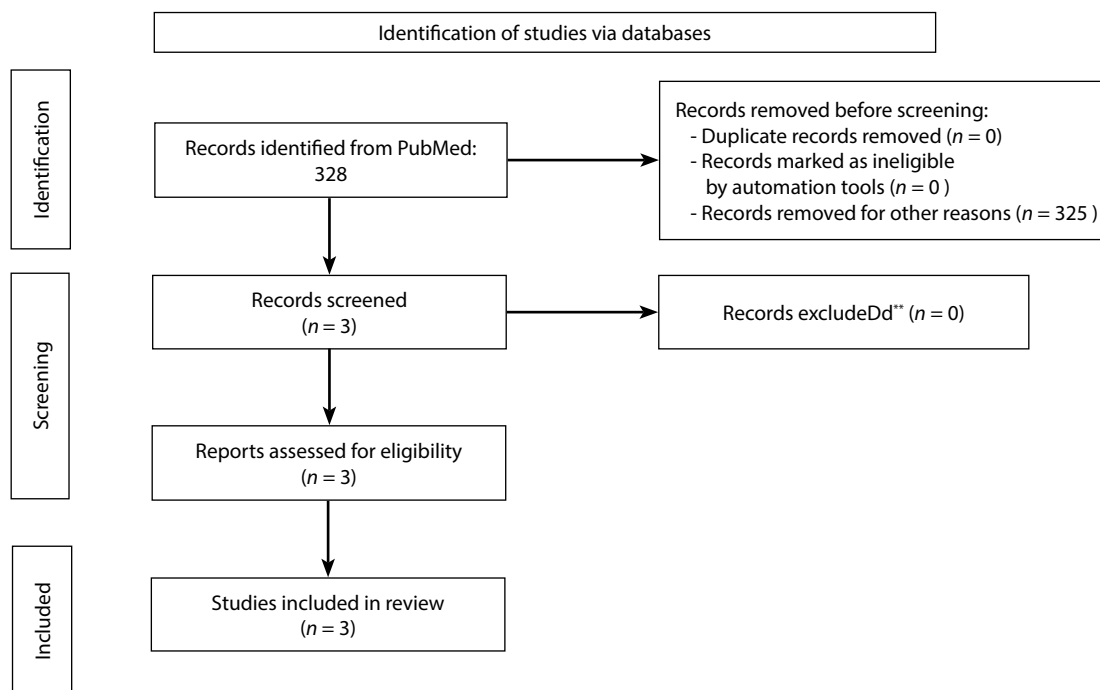 Identification of studies via databases
Identification
Records identified from PubMed:
328
Records removed before screening:
- Duplicate records removed (n = 0)
- Records marked as ineligible
by automation tools (n = 0 )
- Records removed for other reasons (n = 325 )
Screening
Records screened
(n = 3)
Records excludeDd** (n = 0)
Reports assessed for eligibility
(n = 3)
Included
Studies included in review
(n = 3)